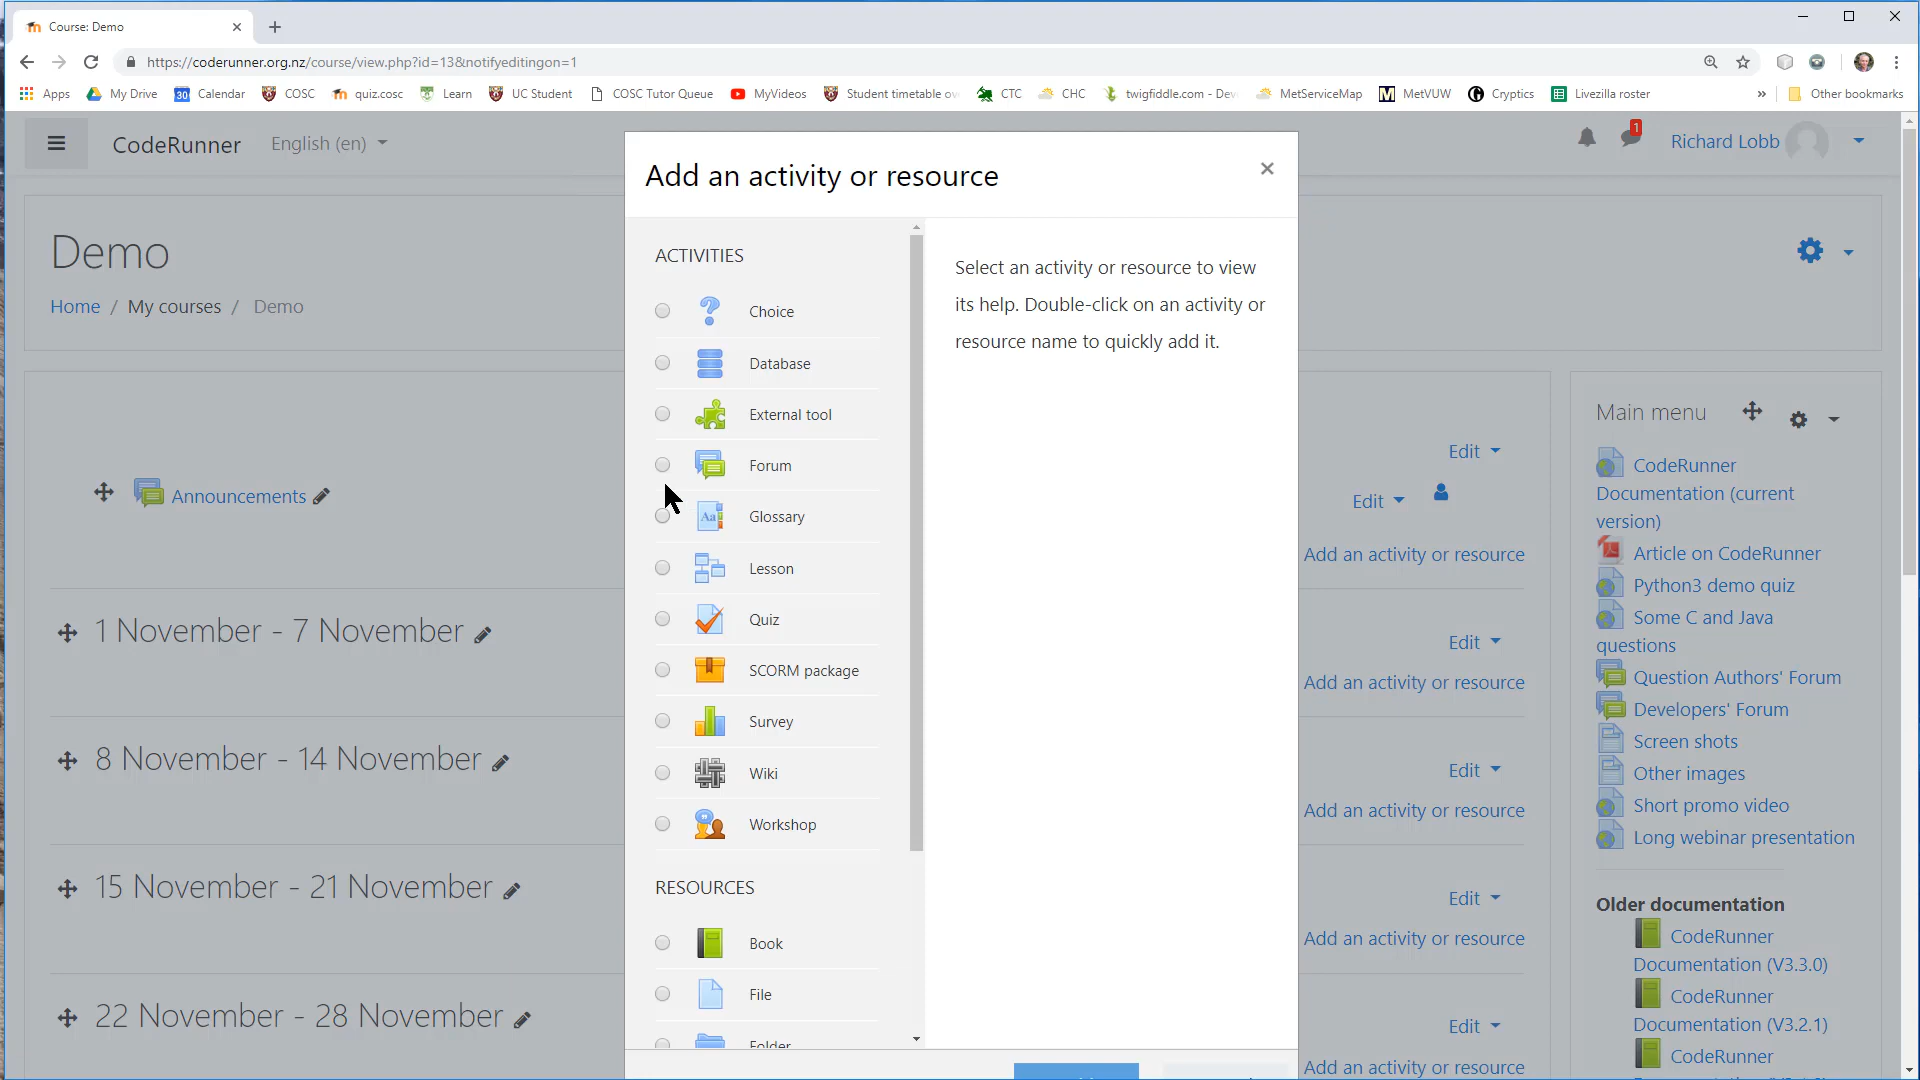 Course: Demo
https://coderunner.org.nz/course/view.php?id=13&notifyeditingon=1
Apps My Drive Calendar COSC quiz.cosc Learn UC Student COSC Tutor Queue MyVideos Student timetable ov CTC CHC twigfiddle.com - Dev MetServiceMap MetVUW Cryptics Livezilla roster » Other bookmarks
CodeRunner English (en) 1 Richard Lobb
Demo
Home / My courses / Demo
Announcements
1 November - 7 November
8 November - 14 November
15 November - 21 November
22 November - 28 November
Add an activity or resource
×
ACTIVITIES
Choice
Database
External tool
Forum
Glossary
Lesson
Quiz
SCORM package
Survey
Wiki
Workshop
RESOURCES
Book
File
Folder
Select an activity or resource to view
its help. Double-click on an activity or
resource name to quickly add it.
Edit
Edit
Add an activity or resource
Edit
Add an activity or resource
Edit
Add an activity or resource
Edit
Add an activity or resource
Edit
Add an activity or resource
Main menu
CodeRunner
Documentation (current
version)
Article on CodeRunner
Python3 demo quiz
Some C and Java
questions
Question Authors' Forum
Developers' Forum
Screen shots
Other images
Short promo video
Long webinar presentation
Older documentation
CodeRunner
Documentation (V3.3.0)
CodeRunner
Documentation (V3.2.1)
CodeRunner